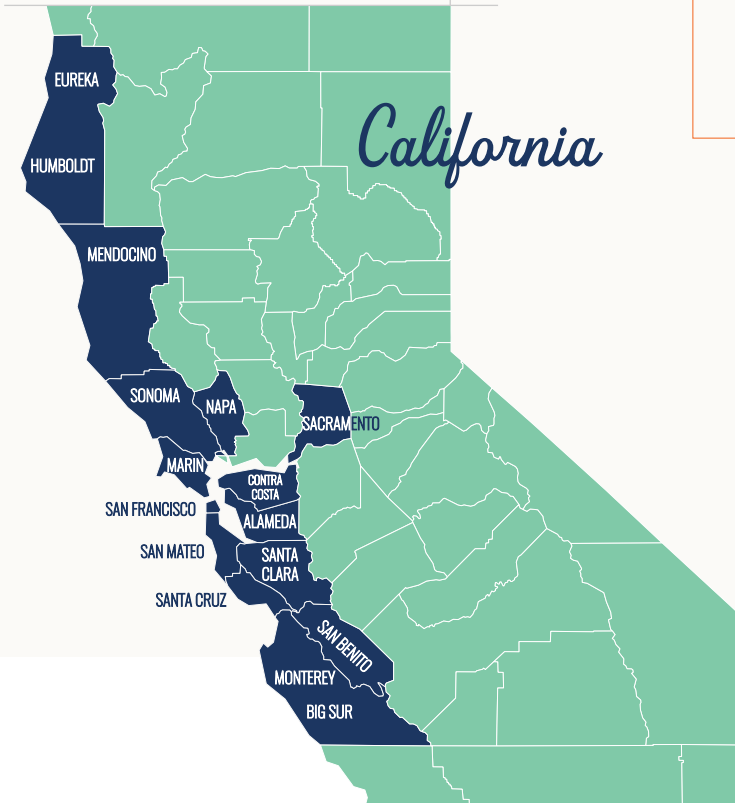 California
EUREKA
HUMBOLDT
MENDOCINO
SONOMA
NAPA
SACRAMENTO
MARIN
CONTRA
COSTA
SAN FRANCISCO
ALAMEDA
SAN MATEO
SANTA
CLARA
SANTA CRUZ
SAN BENITO
MONTEREY
BIG SUR